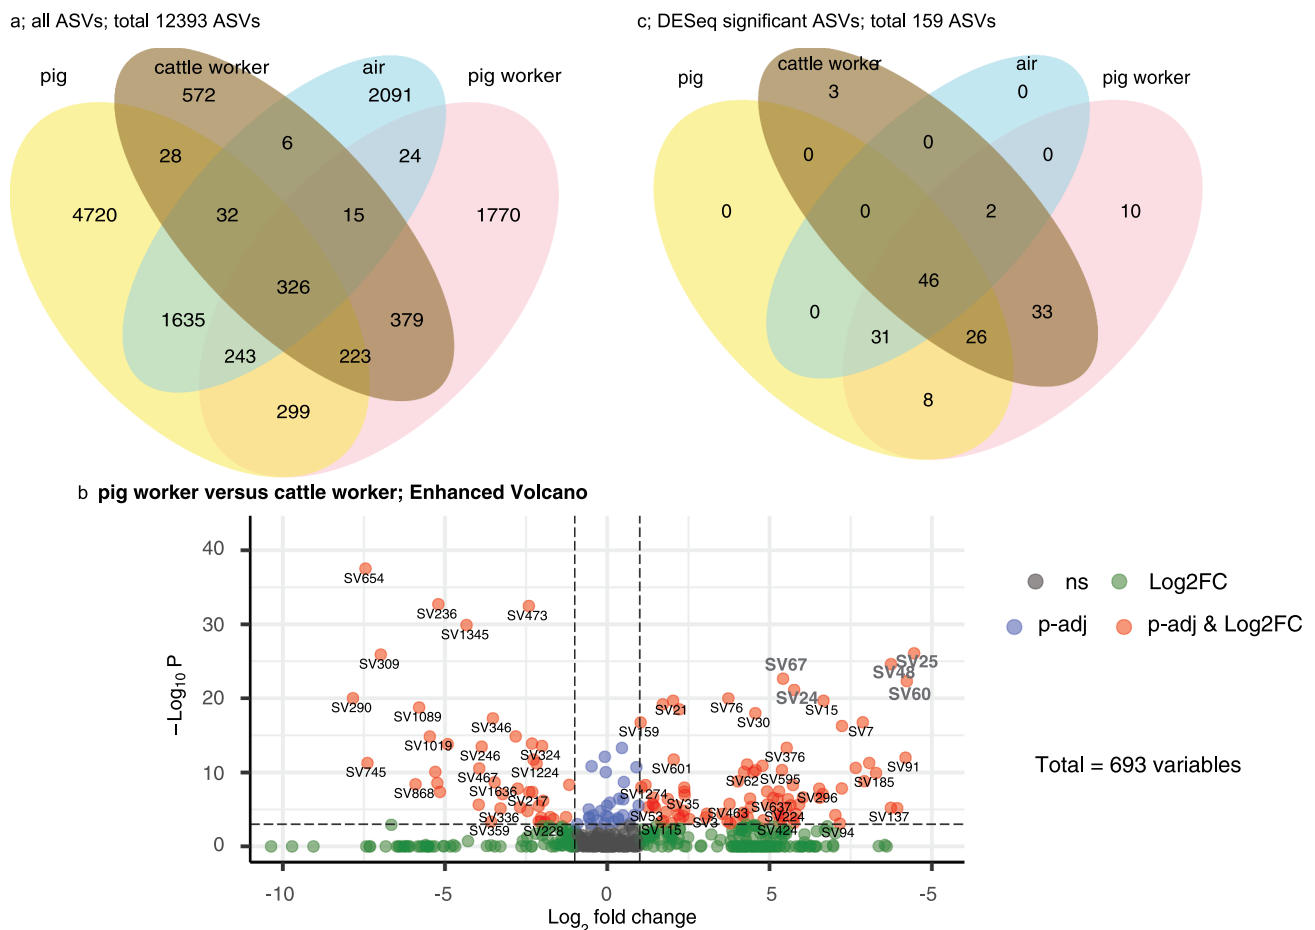 a; all ASVs; total 12393 ASVs
c; DESeq significant ASVs; total 159 ASVs
pig
cattle worker
air
pig worker
572
2091
6
28
24
4720
32
15
1770
326
1635
379
243
223
299
pig
cattle worker
air
pig worker
3
0
0
0
0
0
0
2
10
46
0
33
31
26
8
b pig worker versus cattle worker; Enhanced Volcano
−Log10 P
40
30
20
10
0
SV654
SV236
SV473
SV1345
SV309
SV290
SV1089
SV346
SV1019
SV246
SV324
SV745
SV467
SV1224
SV868
SV1636
SV217
SV336
SV359
SV228
SV67
SV25
SV48
SV24
SV60
SV21
SV76
SV15
SV30
SV159
SV7
SV376
SV601
SV91
SV62
SV595
SV185
SV1274
SV35
SV296
SV53
SV463
SV637
SV3
SV224
SV137
SV115
SV424
SV94
-10
-5
0
5
-5
Log2 fold change
ns
Log2FC
p-adj
p-adj & Log2FC
Total = 693 variables